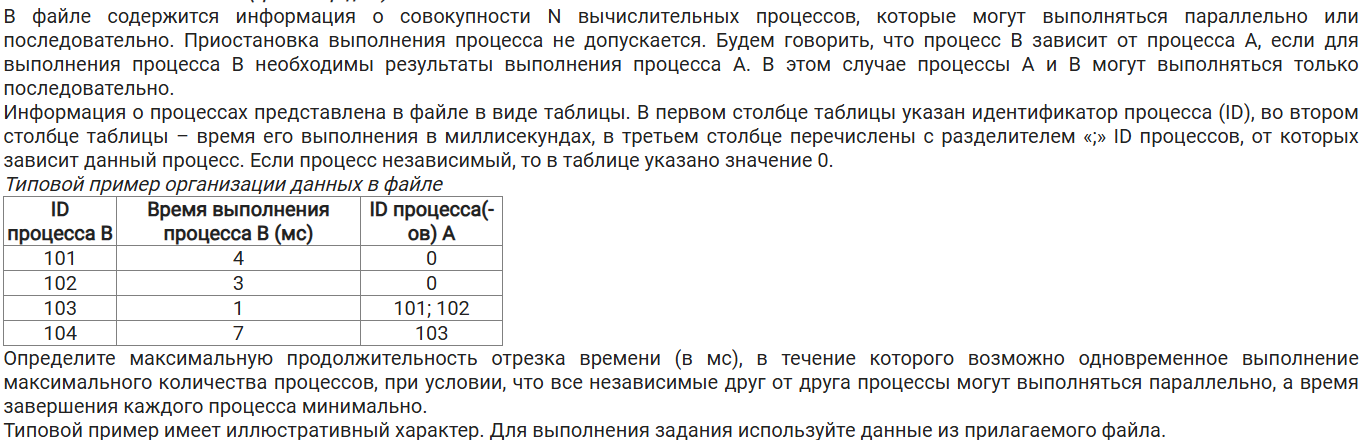 В файле содержится информация о совокупности N вычислительных процессов, которые могут выполняться параллельно или
последовательно. Приостановка выполнения процесса не допускается. Будем говорить, что процесс B зависит от процесса A, если для
выполнения процесса B необходимы результаты выполнения процесса A. В этом случае процессы A и B могут выполняться только
последовательно.
Информация о процессах представлена в файле в виде таблицы. В первом столбце таблицы указан идентификатор процесса (ID), во втором
столбце таблицы – время его выполнения в миллисекундах, в третьем столбце перечислены с разделителем «;» ID процессов, от которых
зависит данный процесс. Если процесс независимый, то в таблице указано значение 0.
Типовой пример организации данных в файле
ID процесса B | Время выполнения процесса B (мс) | ID процесса(-ов) A
101 | 4 | 0
102 | 3 | 0
103 | 1 | 101; 102
104 | 7 | 103
Определите максимальную продолжительность отрезка времени (в мс), в течение которого возможно одновременное выполнение
максимального количества процессов, при условии, что все независимые друг от друга процессы могут выполняться параллельно, а время
завершения каждого процесса минимально.
Типовой пример имеет иллюстративный характер. Для выполнения задания используйте данные из прилагаемого файла.